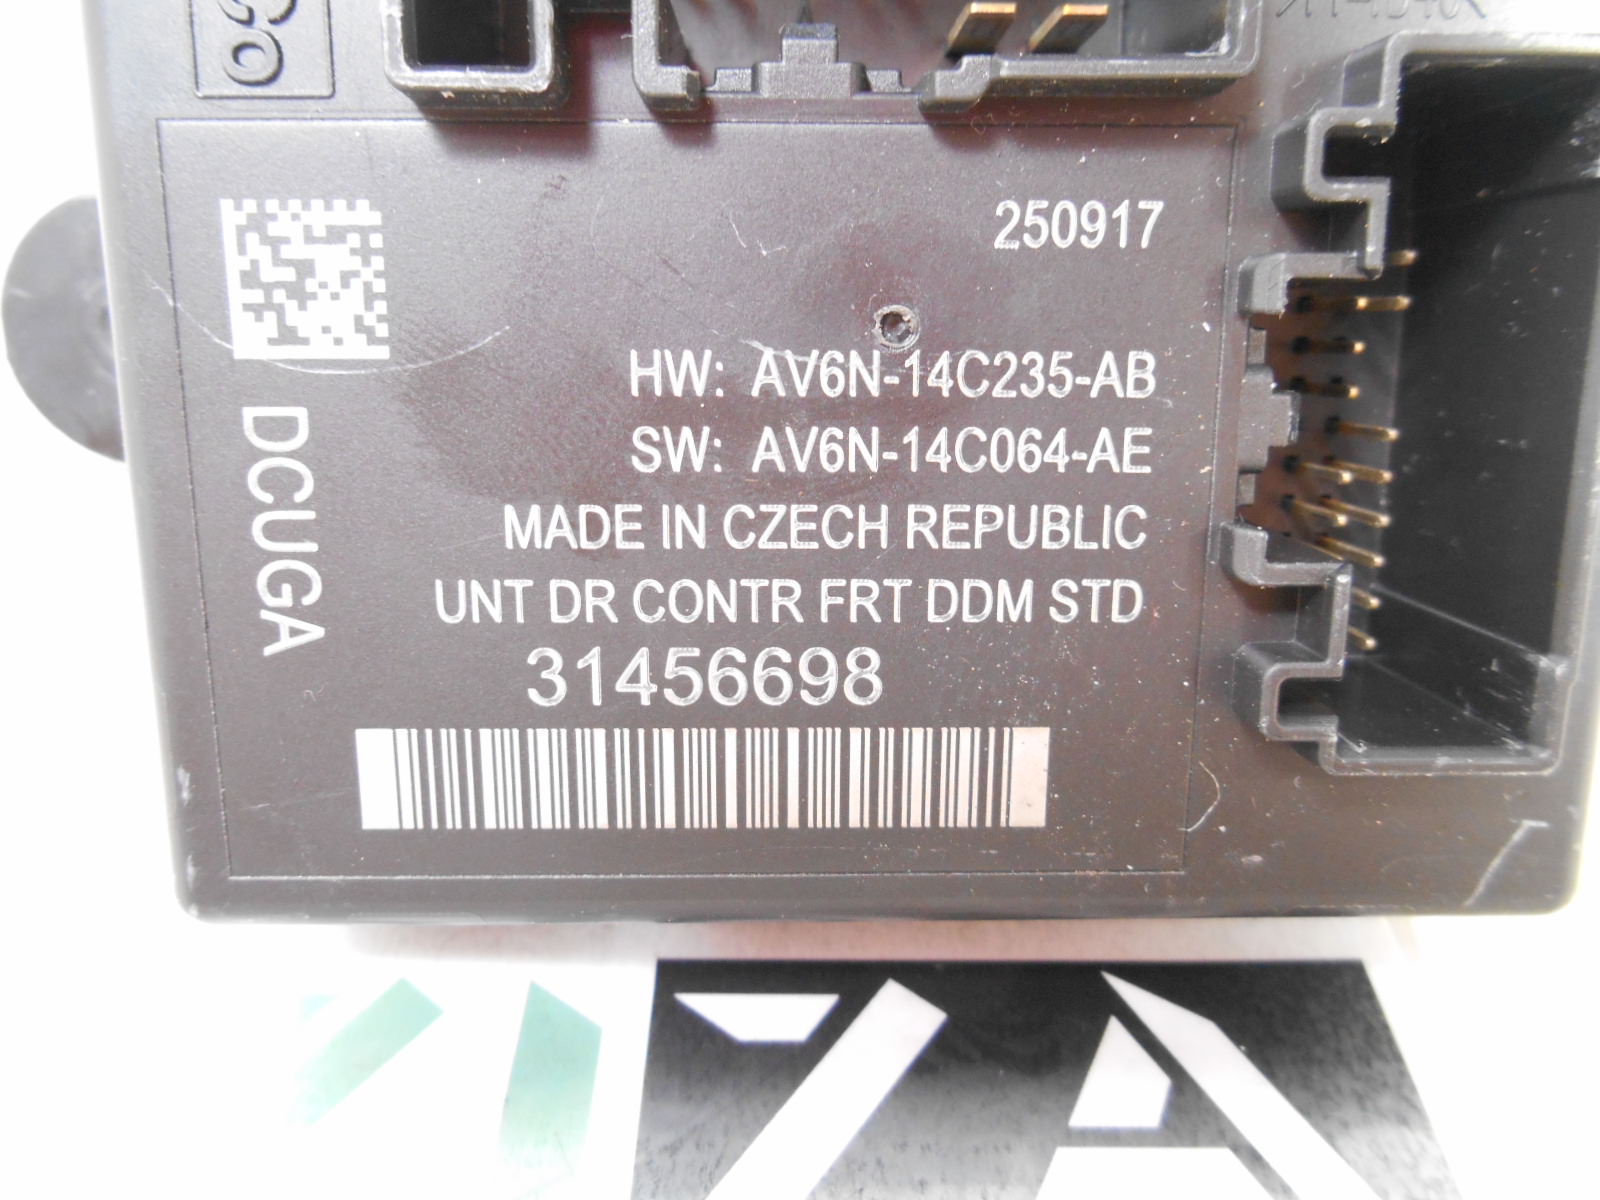 250917
HW: AV6N-14C235-AB
SW: AV6N-14C064-AE
MADE IN CZECH REPUBLIC
UNT DR CONTR FRT DDM STD
31456698
DCUGA